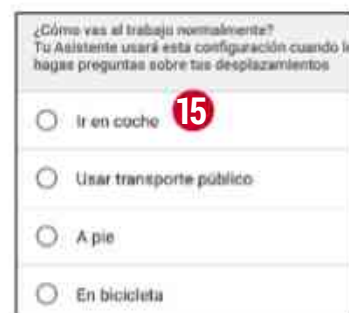 ¿Cómo vas al trabajo normalmente?
Tu Asistente usará esta configuración cuando le
hagas preguntas sobre tus desplazamientos
Ir en coche
15
Usar transporte público
A pie
En bicicleta